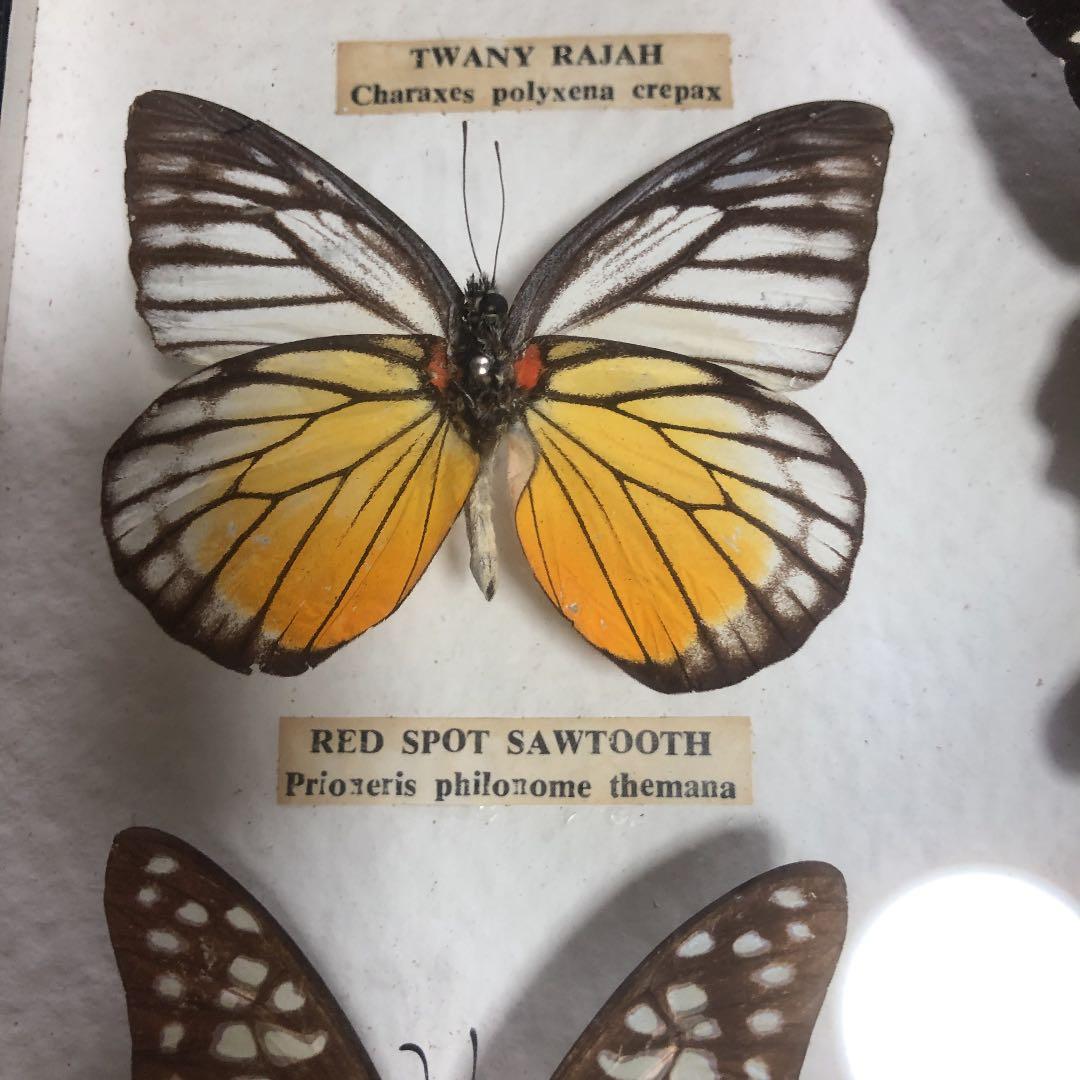 TWANY RAJAH
Charaxes polyxena crepax
RED SPOT SAWTOOTH
Prioneris philonome themana